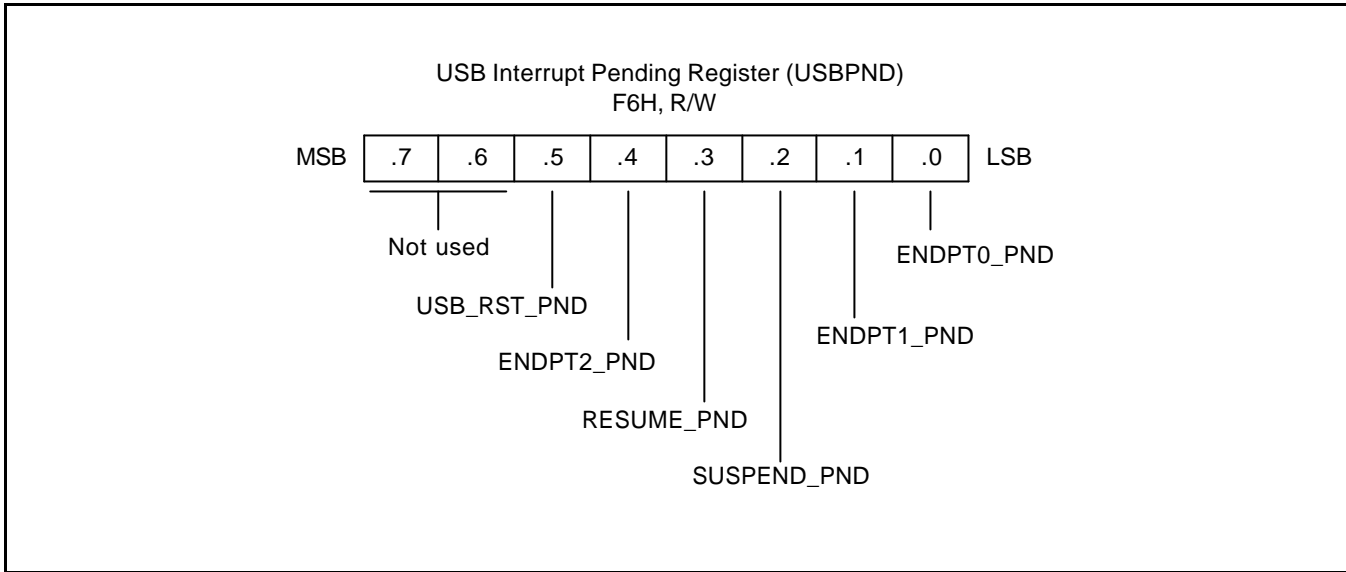 USB Interrupt Pending Register (USBPND)
F6H, R/W
MSB .7 .6 .5 .4 .3 .2 .1 .0 LSB
Not used
ENDPT0_PND
USB_RST_PND
ENDPT1_PND
ENDPT2_PND
RESUME_PND
SUSPEND_PND